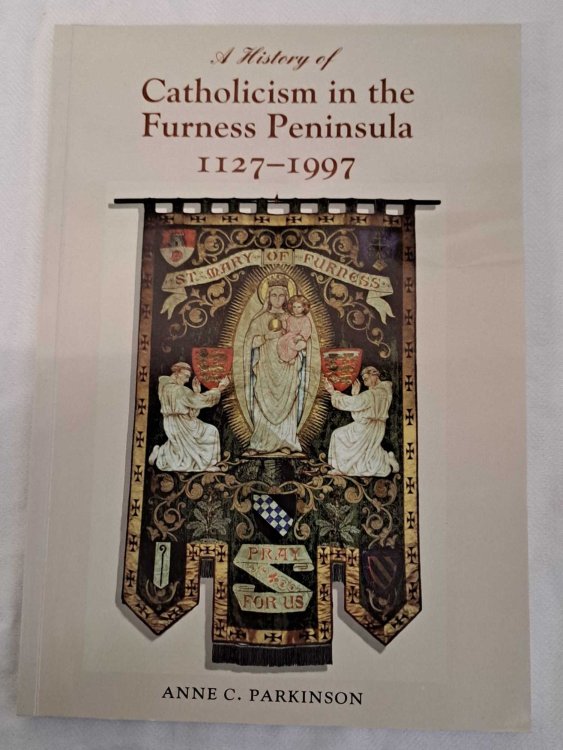 A History of
Catholicism in the
Furness Peninsula
1127–1997
ST. MARY OF FURNESS
PRAY
FOR US
ANNE C. PARKINSON